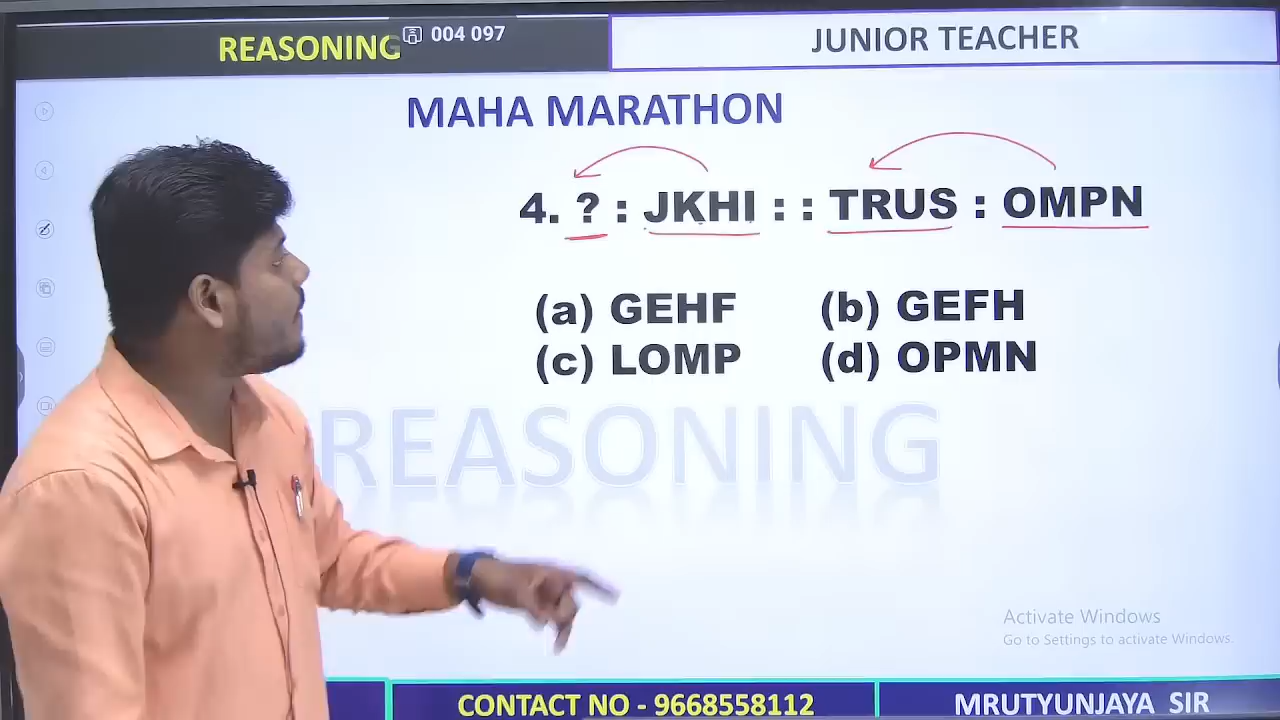 REASONING 004 097 JUNIOR TEACHER
MAHA MARATHON
4. ? : JKHI : : TRUS : OMPN
(a) GEHF (b) GEFH
(c) LOMP (d) OPMN
REASONING
Activate Windows
Go to Settings to activate Windows.
CONTACT NO - 9668558112 MRUTYUNJAYA SIR